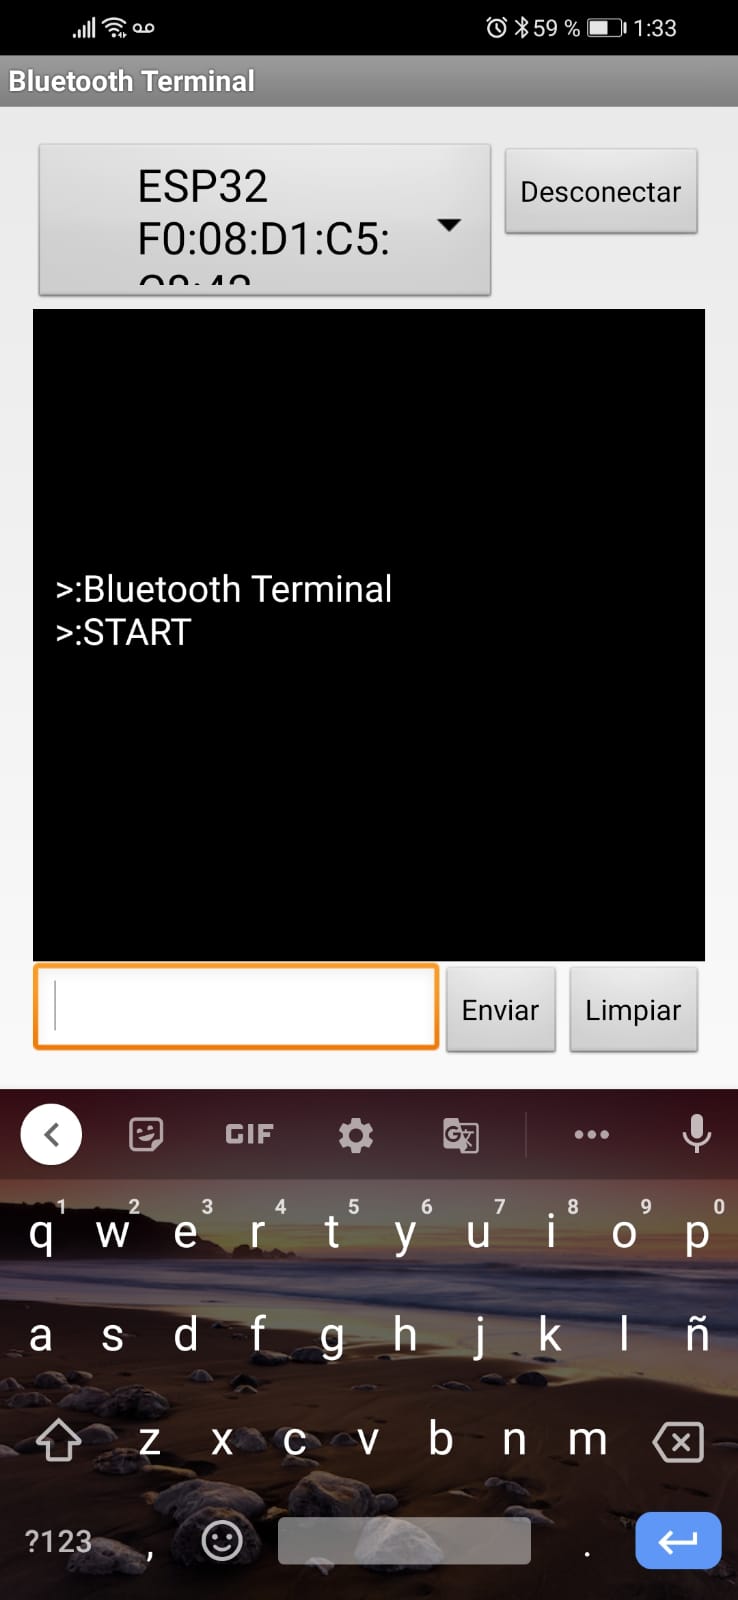 59 % 1:33
Bluetooth Terminal
ESP32
F0:08:D1:C5:
Desconectar
>:Bluetooth Terminal
>:START
Enviar
Limpiar
GIF
1 2 3 4 5 6 7 8 9 0
q w e r t y u i o p
a s d f g h j k l ñ
z x c v b n m
?123 , .